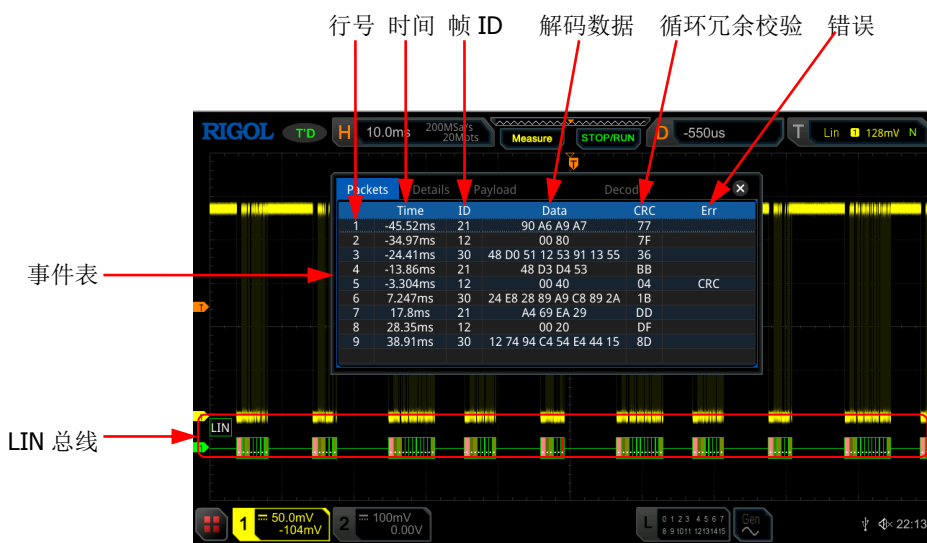 行号 时间 帧 ID 解码数据 循环冗余校验 错误
RIGOL T'D H 10.0ms 200MSa/s 20Mpts Measure STOP/RUN D -550us T Lin 1 128mV N
T
Packets Details Payload
Time ID Data CRC Err
1 -45.52ms 21 90 A6 A9 A7 77
2 -34.97ms 12 00 80 7F
3 -24.41ms 30 48 D0 51 12 53 91 13 55 36
4 -13.86ms 21 48 D3 D4 53 BB
5 -3.304ms 12 00 40 04 CRC
6 7.247ms 30 24 E8 28 89 A9 C8 89 2A 1B
7 17.8ms 21 A4 69 EA 29 DD
8 28.35ms 12 00 20 DF
9 38.91ms 30 12 74 94 C4 54 E4 44 15 8D
事件表
T
LIN
LIN 总线
1 50.0mV -104mV 2 100mV 0.00V L 0 1 2 3 4 5 6 7 8 9 10 11 12 13 14 15 Gen 22:13